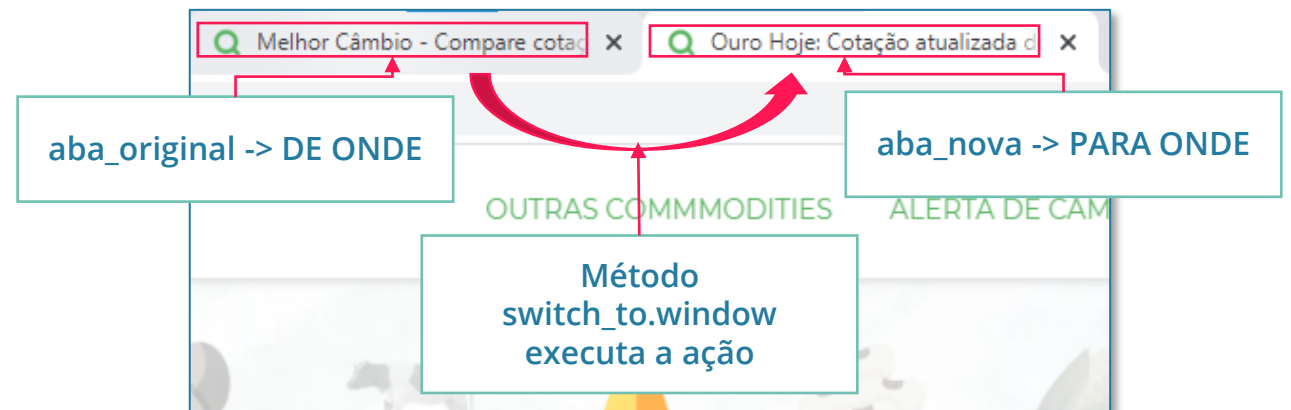 Melhor Câmbio - Compare cotaç
Ouro Hoje: Cotação atualizada d
aba_original -> DE ONDE
aba_nova -> PARA ONDE
OUTRAS COMMMODITIES
ALERTA DE CAM
Método
switch_to.window
executa a ação